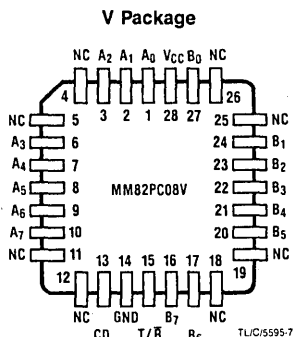 V Package
NC A2 A1 A0 VCC B0 NC
4 3 2 1 28 27 26
NC 5 25 NC
A3 6 24 B1
A4 7 23 B2
A5 8 MM82PC08V 22 B3
A6 9 21 B4
A7 10 20 B5
NC 11 19 NC
12 13 14 15 16 17 18
NC GND B7 NC
CD T/R̅ B6
TL/C/5595-7